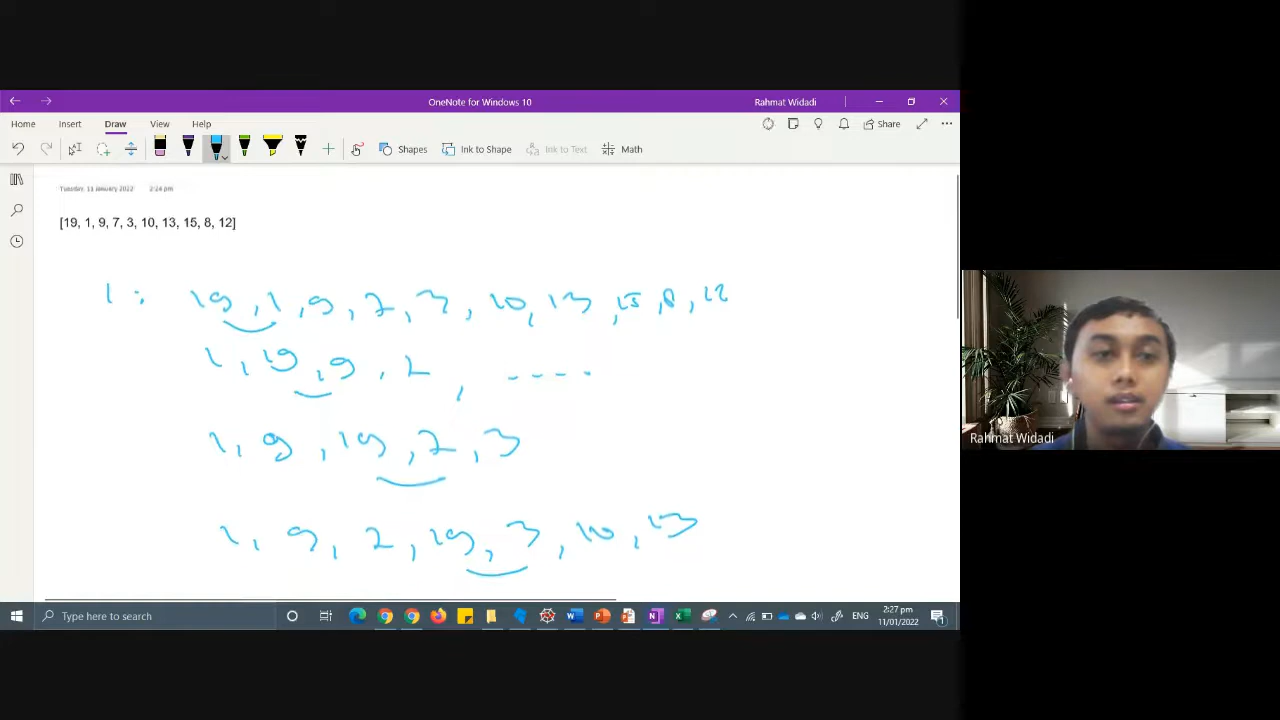 OneNote for Windows 10
Rahmat Widadi
Home Insert Draw View Help
Share
Shapes Ink to Shape Ink to Text Math
Tuesday, 11 January 2022 2:24 pm
[19, 1, 9, 7, 3, 10, 13, 15, 8, 12]
1 : 19, 1, 9, 7, 3, 10, 13, 15, 8, 12
1, 19, 9, 7, ----
1, 9, 19, 7, 3
1, 9, 7, 19, 3, 10, 13
Rahmat Widadi
Type here to search
ENG
2:27 pm
11/01/2022